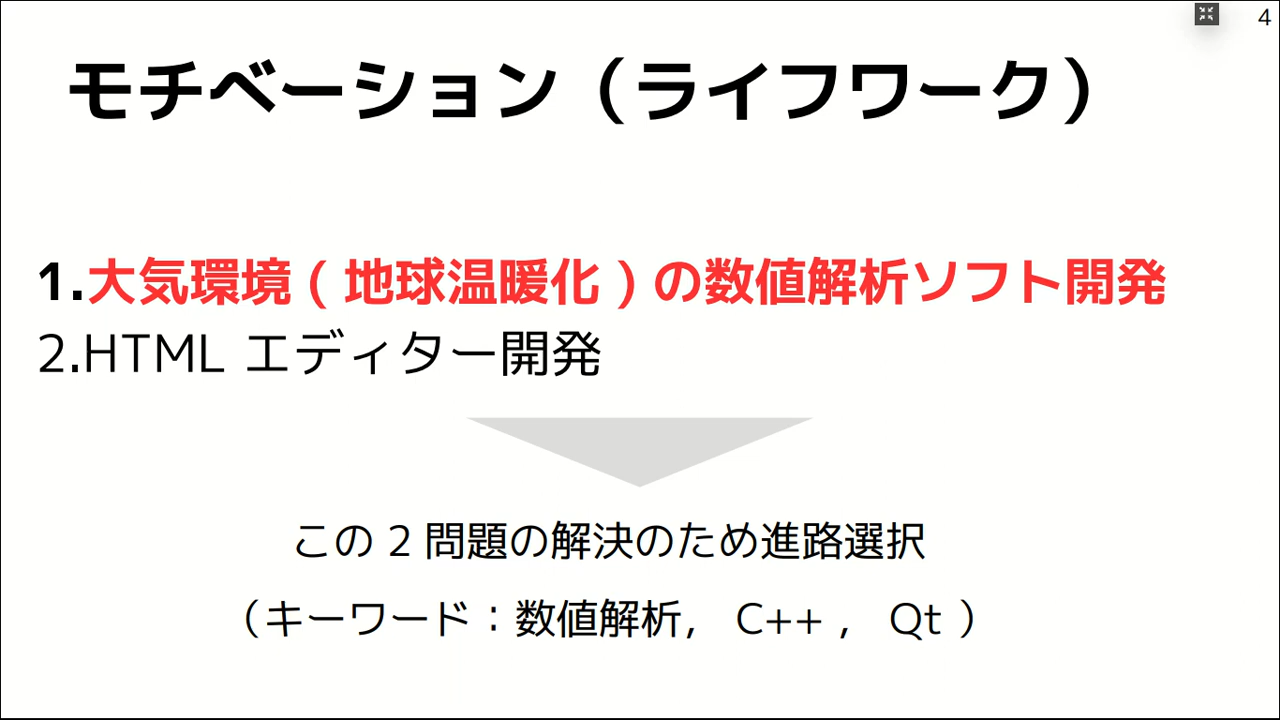 4
モチベーション（ライフワーク）
1.大気環境 ( 地球温暖化 ) の数値解析ソフト開発
2.HTML エディター開発
この 2 問題の解決のため進路選択
（キーワード：数値解析， C++ ， Qt ）